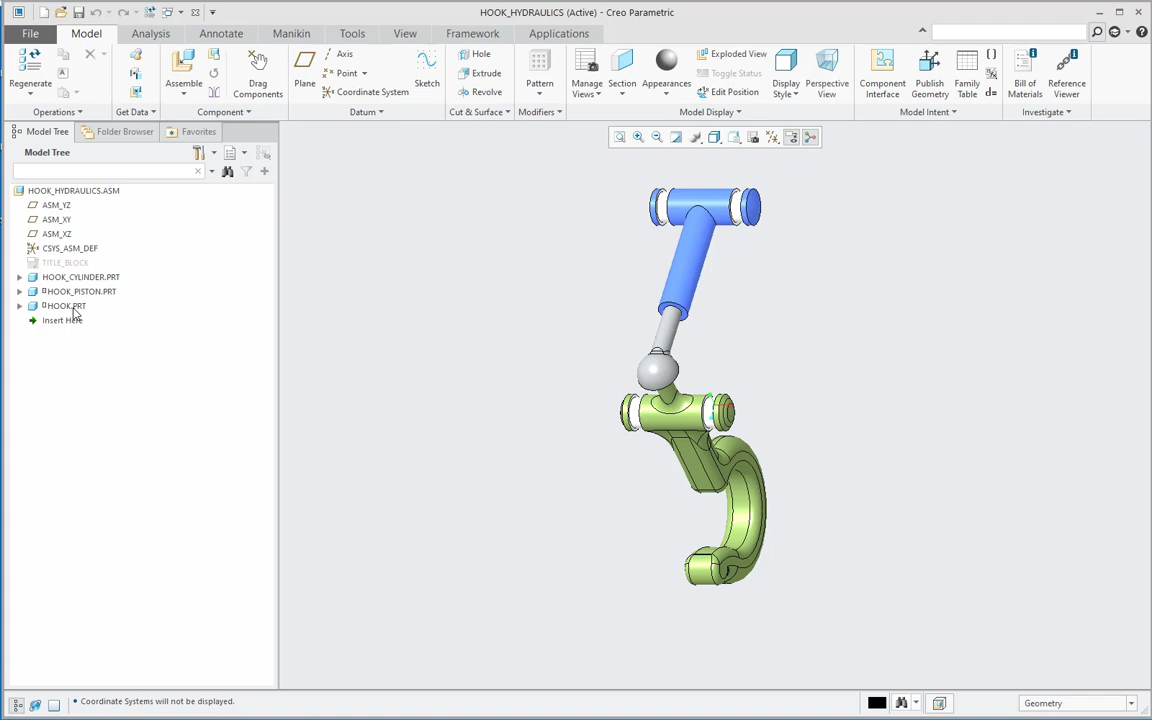 HOOK_HYDRAULICS (Active) - Creo Parametric
File Model Analysis Annotate Tools Manikin View Framework Applications
Regenerate
Assemble
Drag
Components
Plane
Axis
Point
Coordinate System
Sketch
Hole
Extrude
Revolve
Pattern
Manage
Views
Section
Appearances
Exploded View
Toggle Status
Edit Position
Display
Style
Perspective
View
Component
Interface
Publish
Geometry
Family
Table
Bill of
Materials
Reference
Viewer
Operations Get Data Component Datum Cut & Surface Modifiers Model Display Model Intent Investigate
Model Tree Folder Browser Favorites
Model Tree
HOOK_HYDRAULICS.ASM
ASM_YZ
ASM_XY
ASM_XZ
CSYS_ASM_DEF
TITLE_BLOCK
HOOK_CYLINDER.PRT
HOOK_PISTON.PRT
HOOK.PRT
Insert Here
• Coordinate Systems will not be displayed.
Geometry